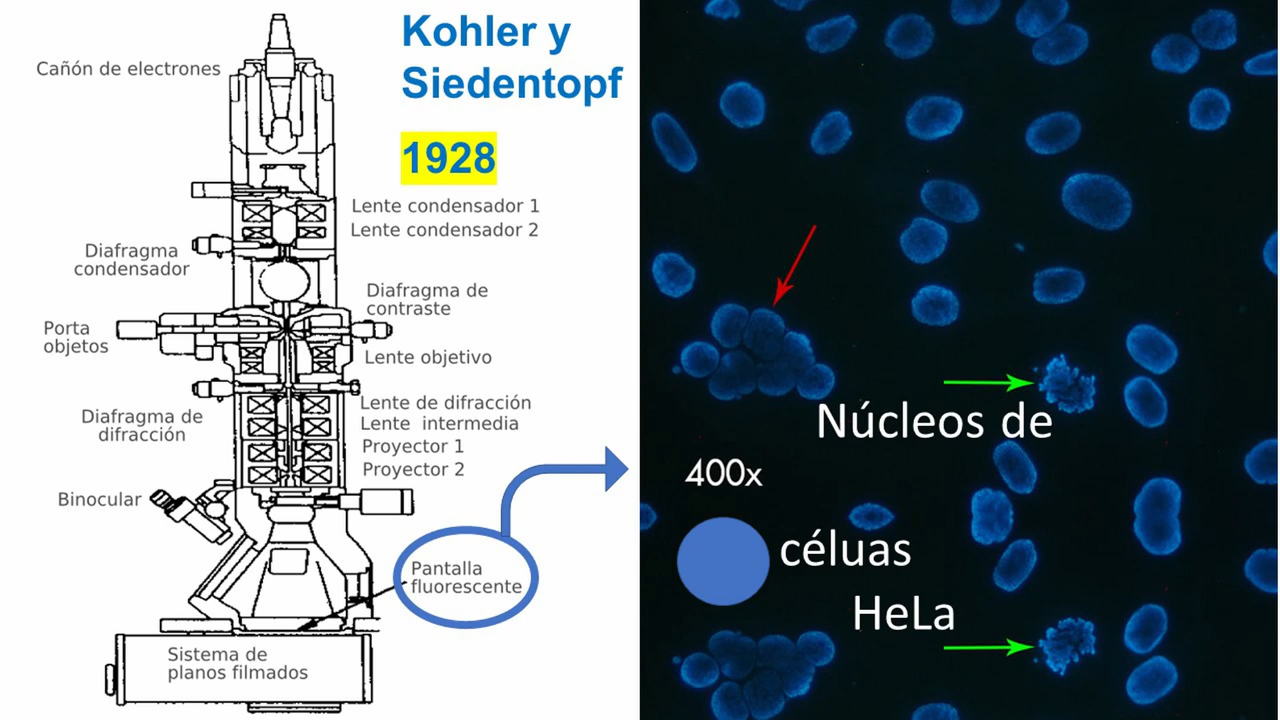 Kohler y
Siedentopf
1928
Cañón de electrones
Lente condensador 1
Lente condensador 2
Diafragma
condensador
Diafragma de
contraste
Porta
objetos
Lente objetivo
Lente de difracción
Lente intermedia
Proyector 1
Proyector 2
Diafragma de
difracción
Binocular
Pantalla
fluorescente
Sistema de
planos filmados
Núcleos de
400x
céluas
HeLa